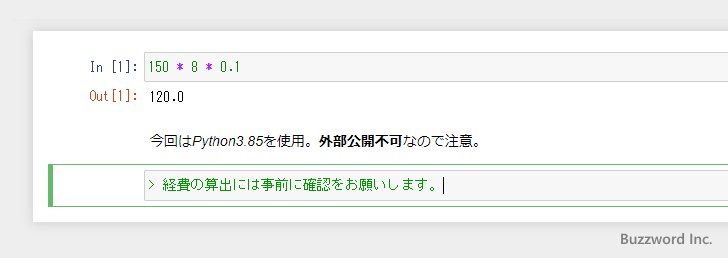 In [1]: 150 * 8 * 0.1
Out[1]: 120.0
今回はPython3.85を使用。外部公開不可なので注意。
> 経費の算出には事前に確認をお願いします。
Buzzword Inc.